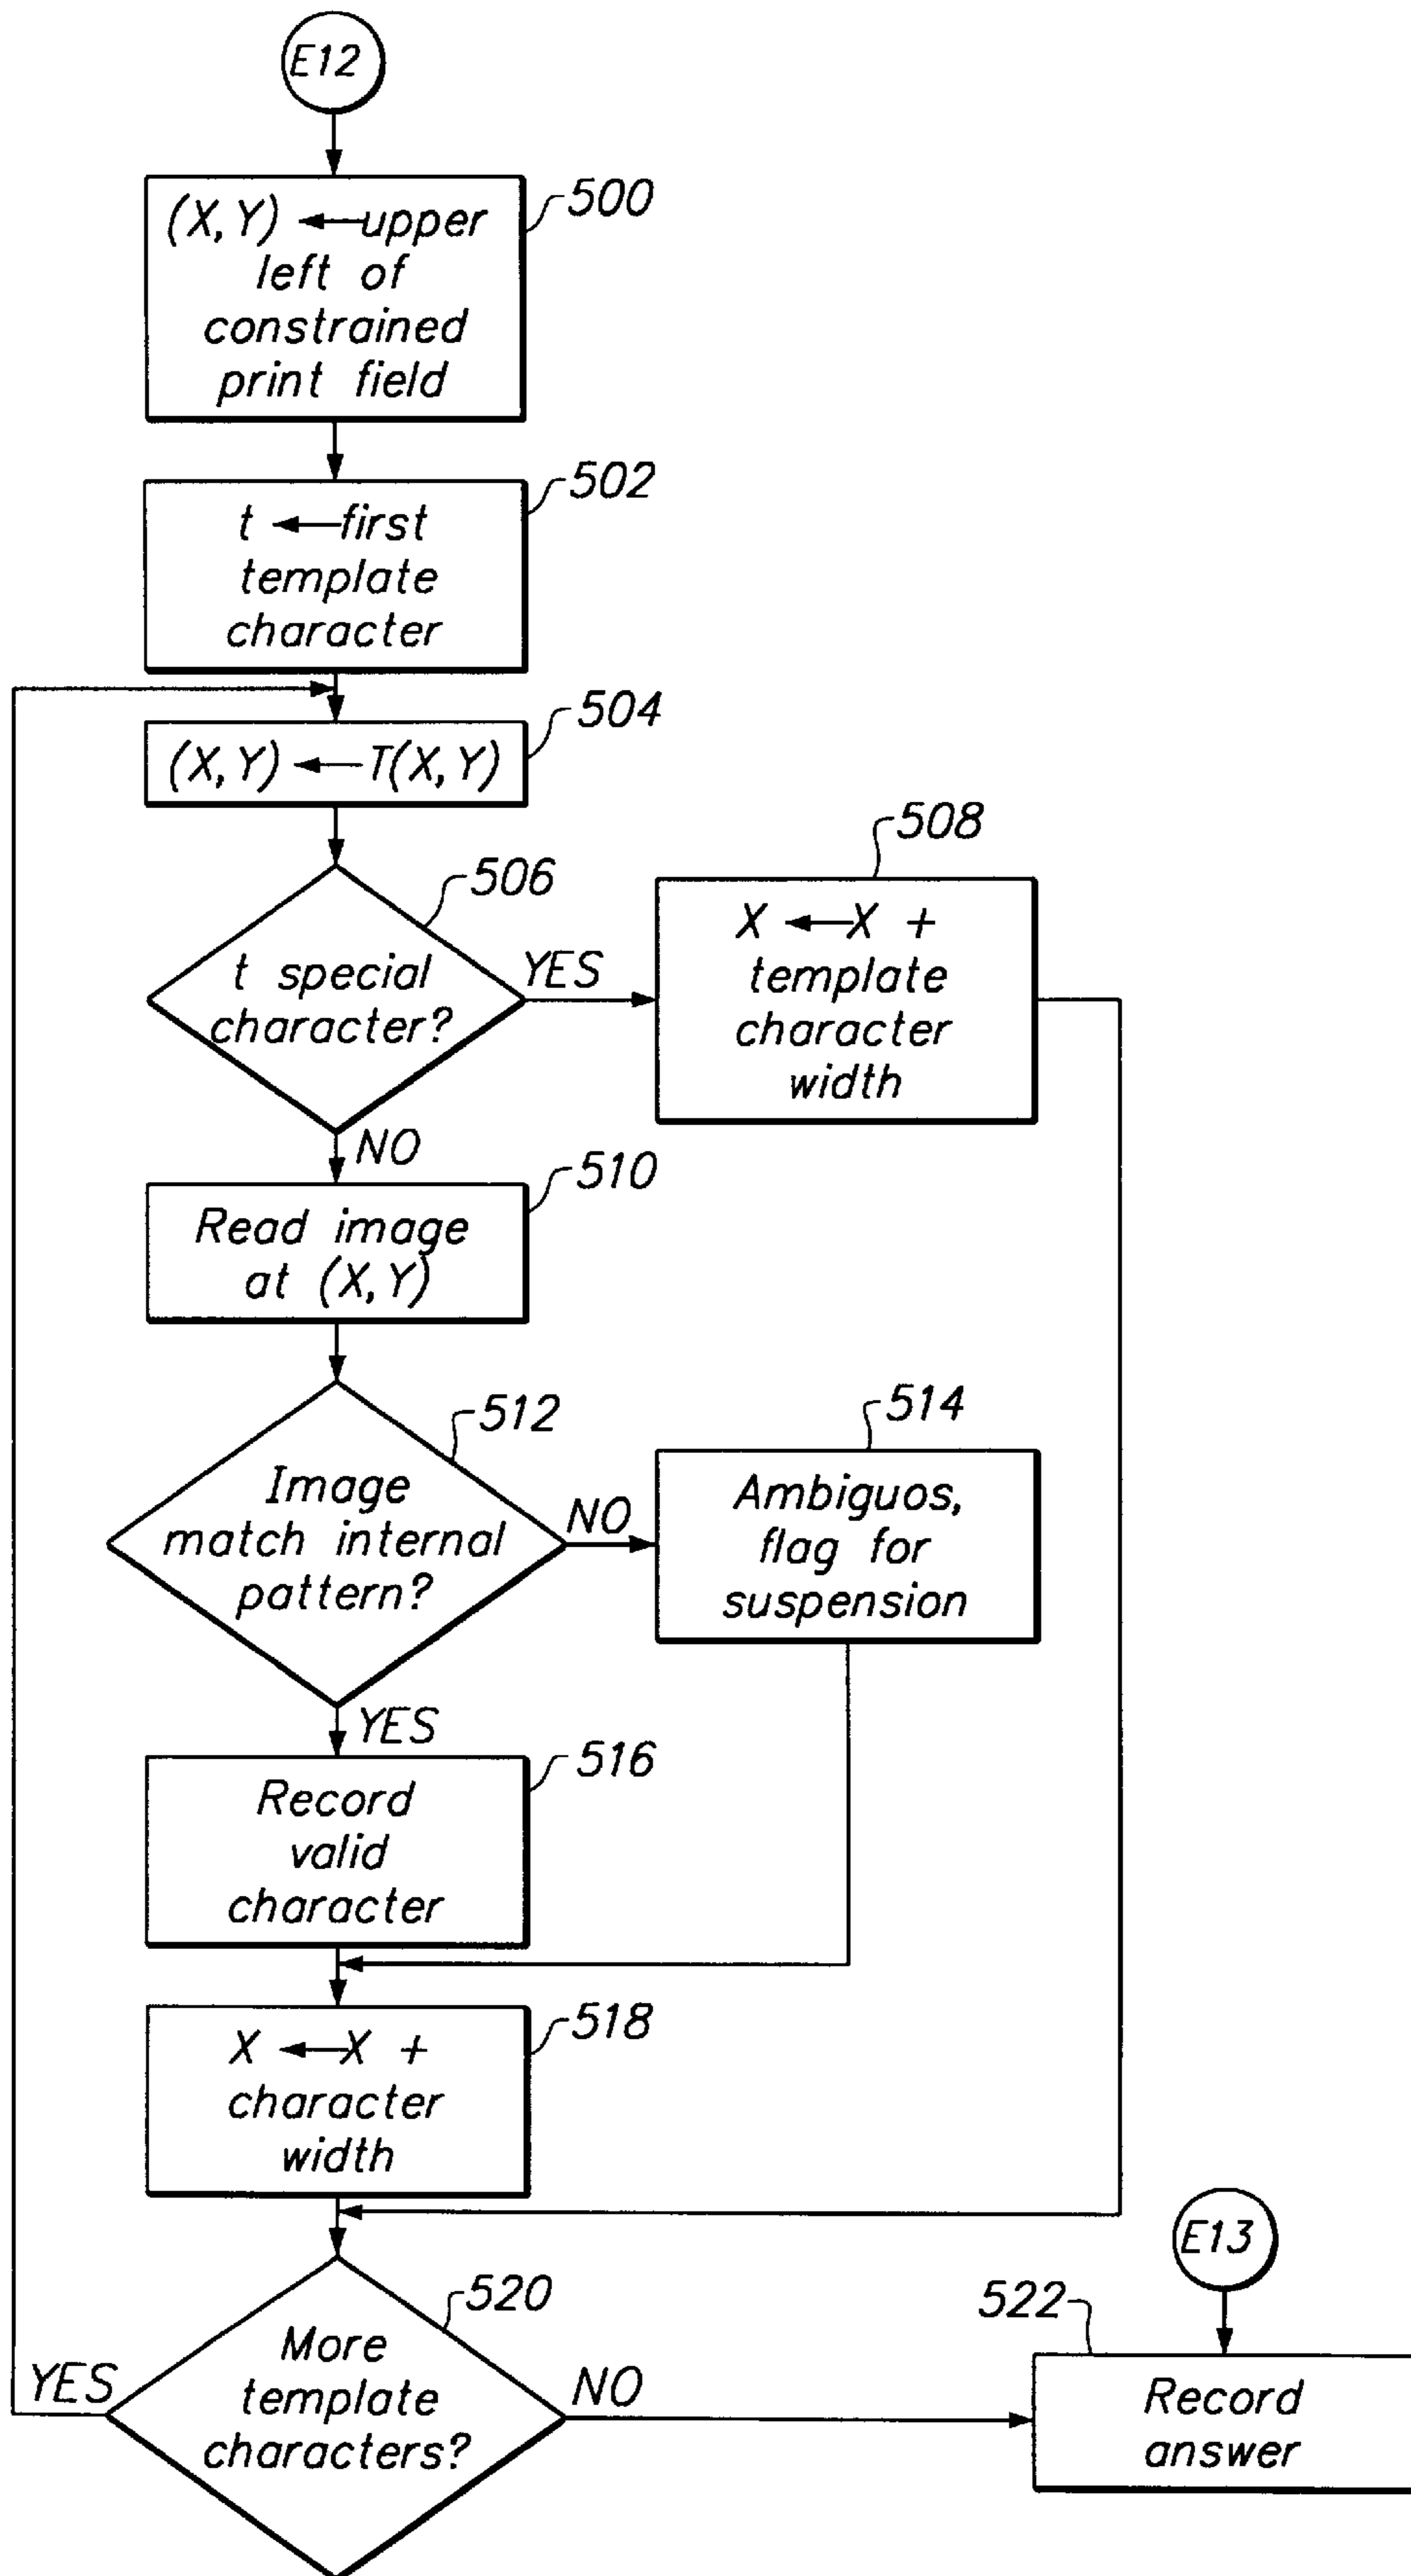 E12
500
(X,Y) ← upper
left of
constrained
print field
502
t ← first
template
character
504
(X,Y) ← T(X,Y)
506
t special
character?
YES
508
X ← X +
template
character
width
NO
510
Read image
at (X,Y)
512
Image
match internal
pattern?
NO
514
Ambiguos,
flag for
suspension
YES
516
Record
valid
character
518
X ← X +
character
width
520
More
template
characters?
YES
NO
E13
522
Record
answer